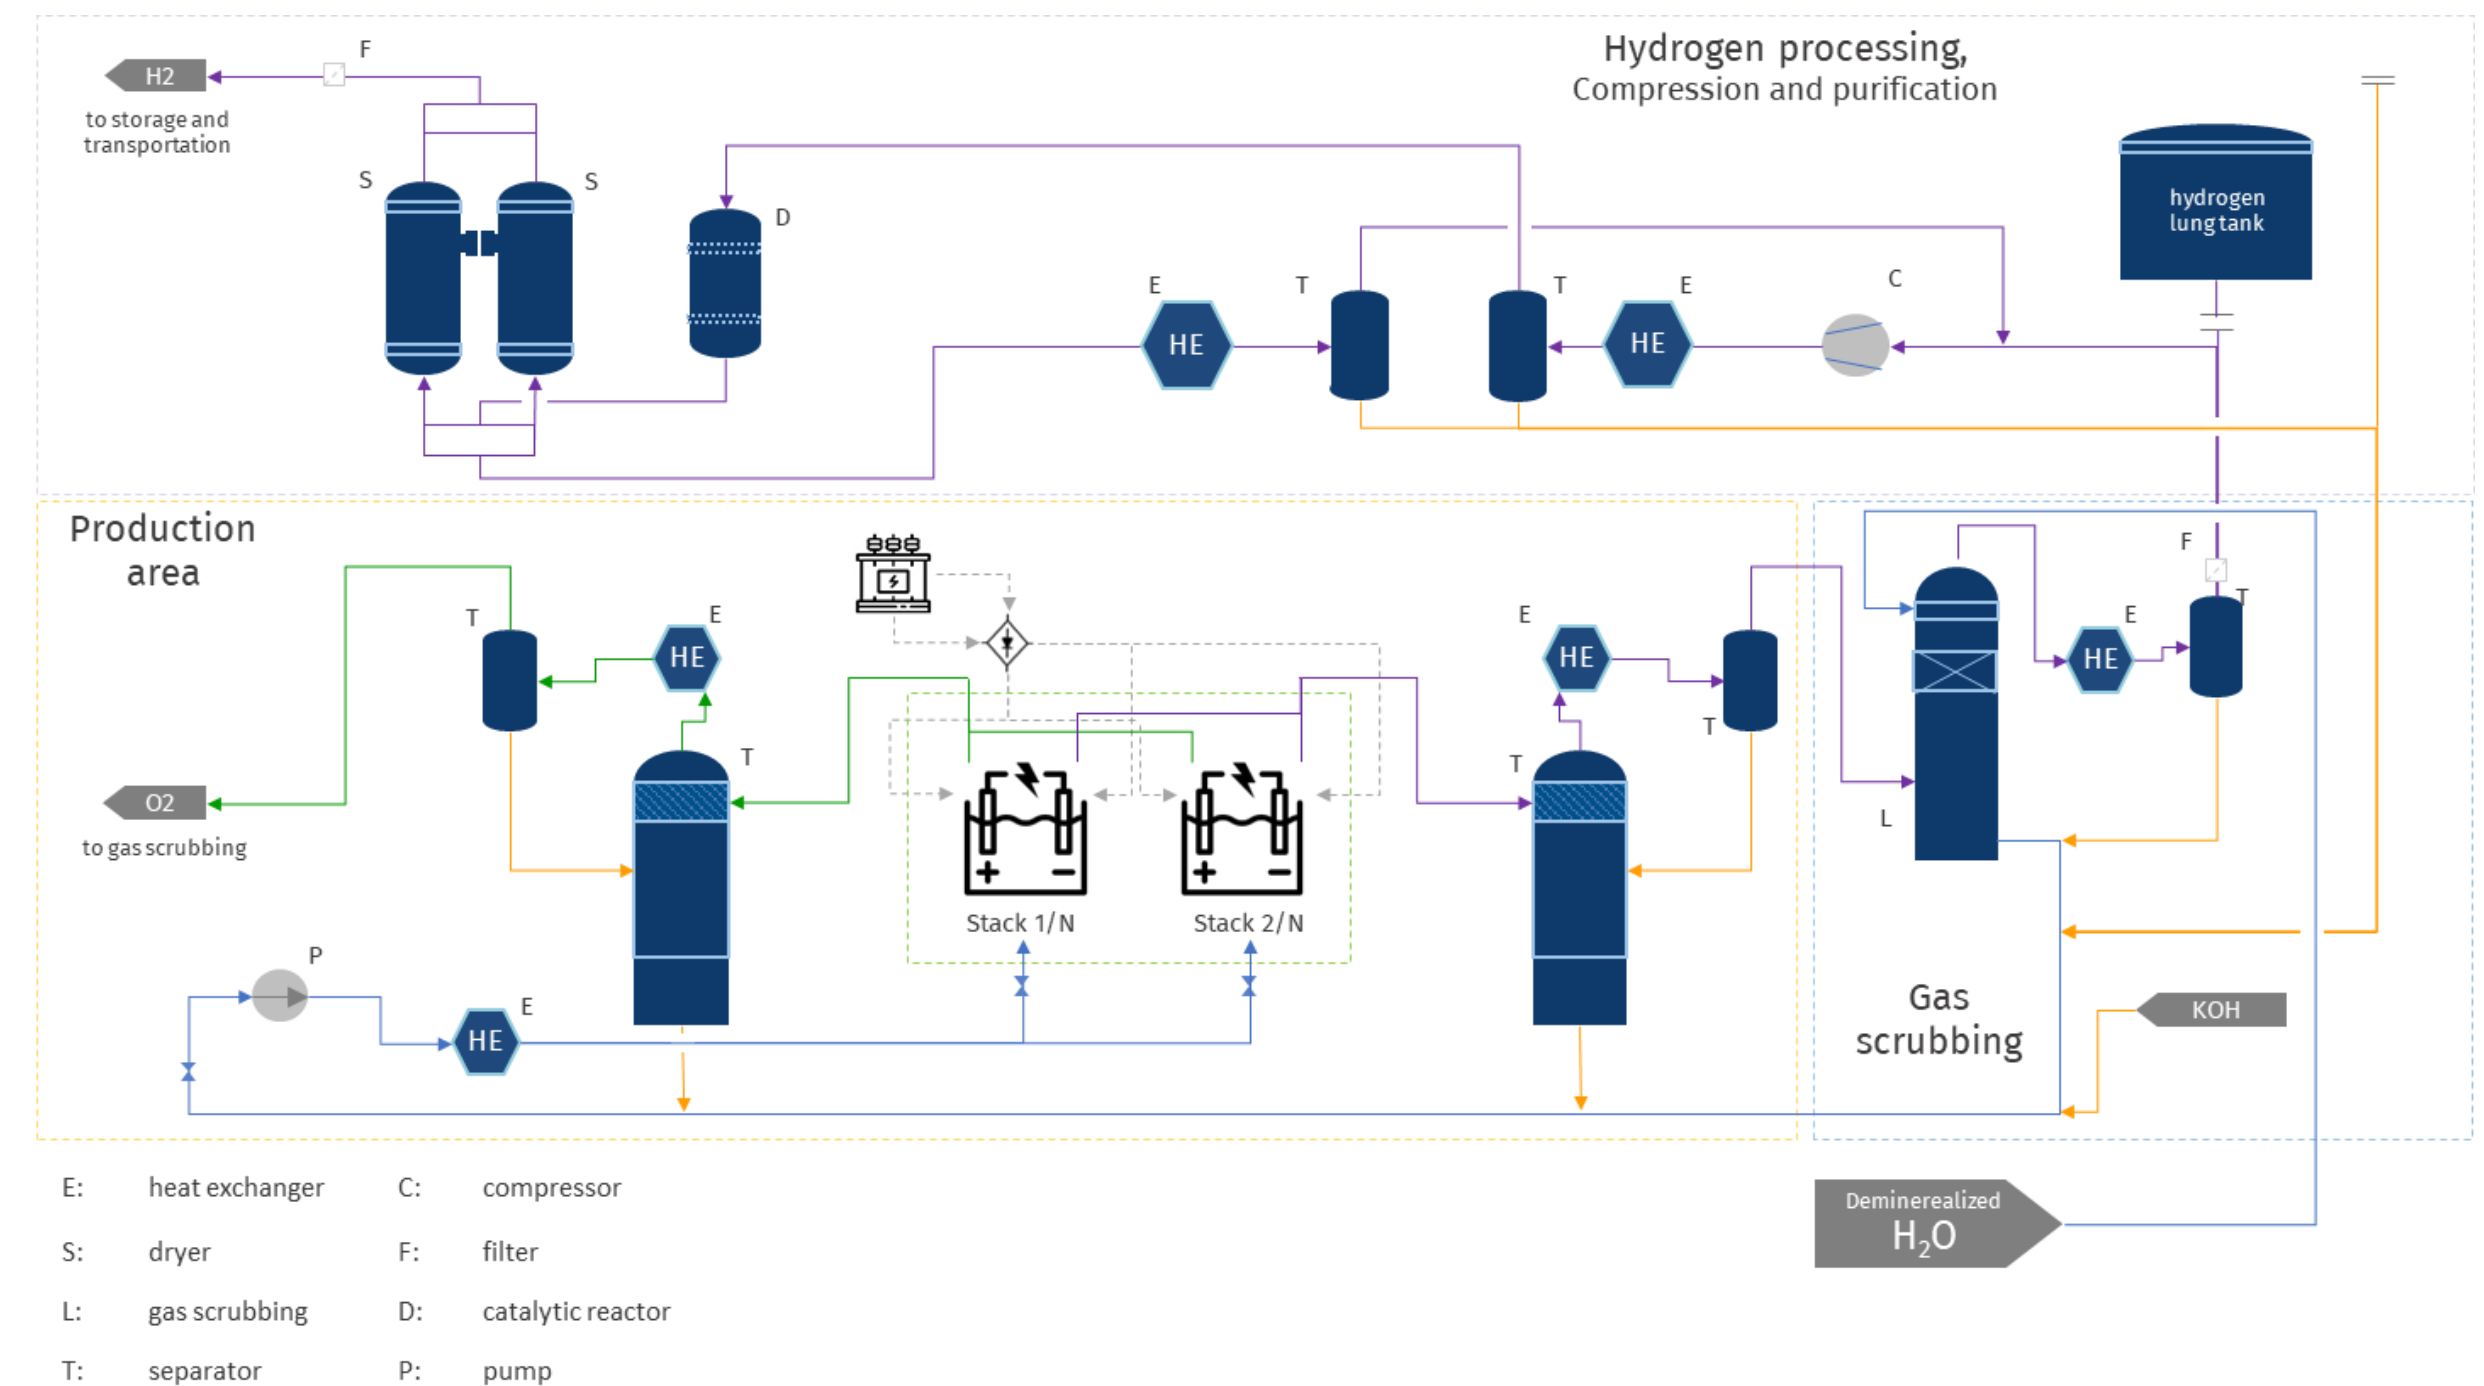 Hydrogen processing,
Compression and purification
F
H2
to storage and
transportation
S
S
D
E
HE
T
T
E
HE
C
hydrogen
lung tank
Production
area
T
E
HE
T
O2
to gas scrubbing
P
E
HE
Stack 1/N
Stack 2/N
E
HE
T
T
F
T
E
HE
L
Gas
scrubbing
KOH
Deminerealized
H₂O
E: heat exchanger C: compressor
S: dryer F: filter
L: gas scrubbing D: catalytic reactor
T: separator P: pump